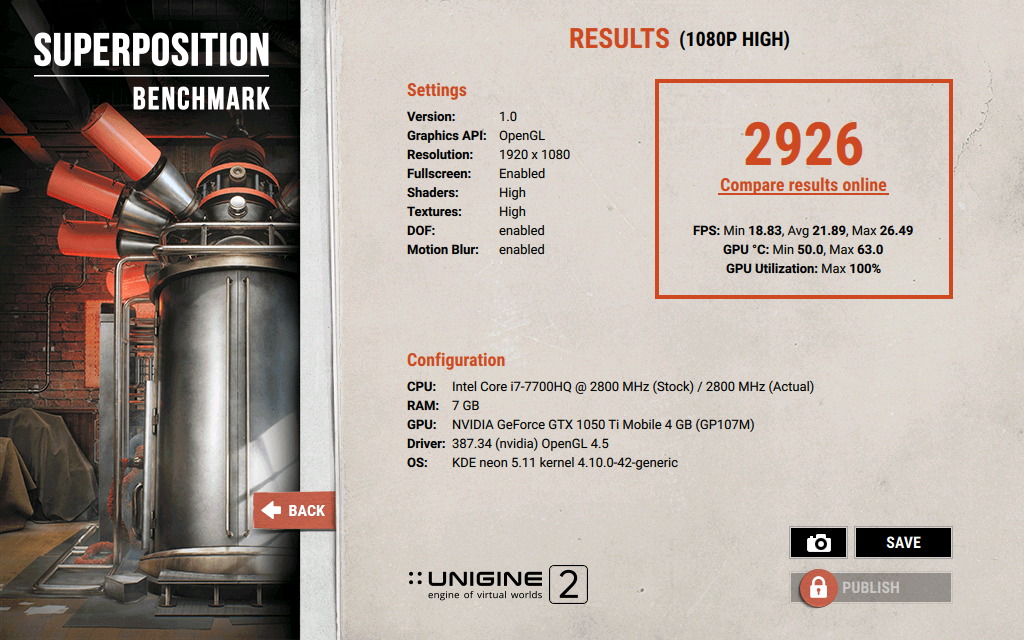 SUPERPOSITION
BENCHMARK
RESULTS (1080P HIGH)
Settings
Version: 1.0
Graphics API: OpenGL
Resolution: 1920 x 1080
Fullscreen: Enabled
Shaders: High
Textures: High
DOF: enabled
Motion Blur: enabled
2926
Compare results online
FPS: Min 18.83, Avg 21.89, Max 26.49
GPU °C: Min 50.0, Max 63.0
GPU Utilization: Max 100%
Configuration
CPU: Intel Core i7-7700HQ @ 2800 MHz (Stock) / 2800 MHz (Actual)
RAM: 7 GB
GPU: NVIDIA GeForce GTX 1050 Ti Mobile 4 GB (GP107M)
Driver: 387.34 (nvidia) OpenGL 4.5
OS: KDE neon 5.11 kernel 4.10.0-42-generic
BACK
SAVE
PUBLISH
UNIGINE 2
engine of virtual worlds